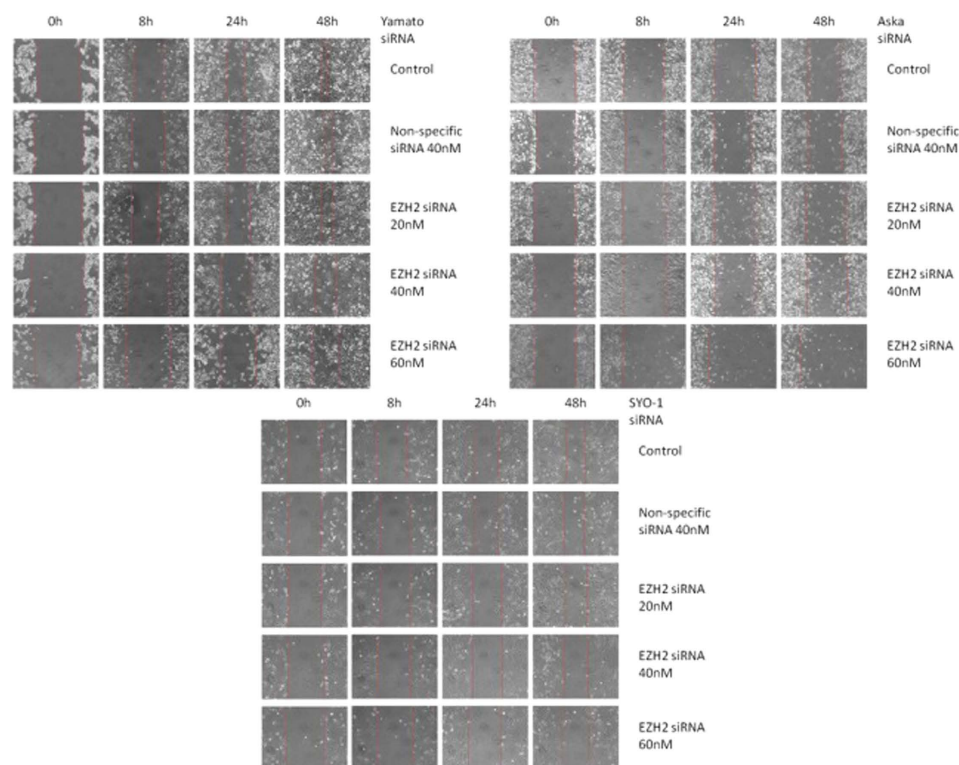 0h 8h 24h 48h Yamato
siRNA
Control
Non-specific
siRNA 40nM
EZH2 siRNA
20nM
EZH2 siRNA
40nM
EZH2 siRNA
60nM
0h 8h 24h 48h Aska
siRNA
Control
Non-specific
siRNA 40nM
EZH2 siRNA
20nM
EZH2 siRNA
40nM
EZH2 siRNA
60nM
0h 8h 24h 48h SYO-1
siRNA
Control
Non-specific
siRNA 40nM
EZH2 siRNA
20nM
EZH2 siRNA
40nM
EZH2 siRNA
60nM